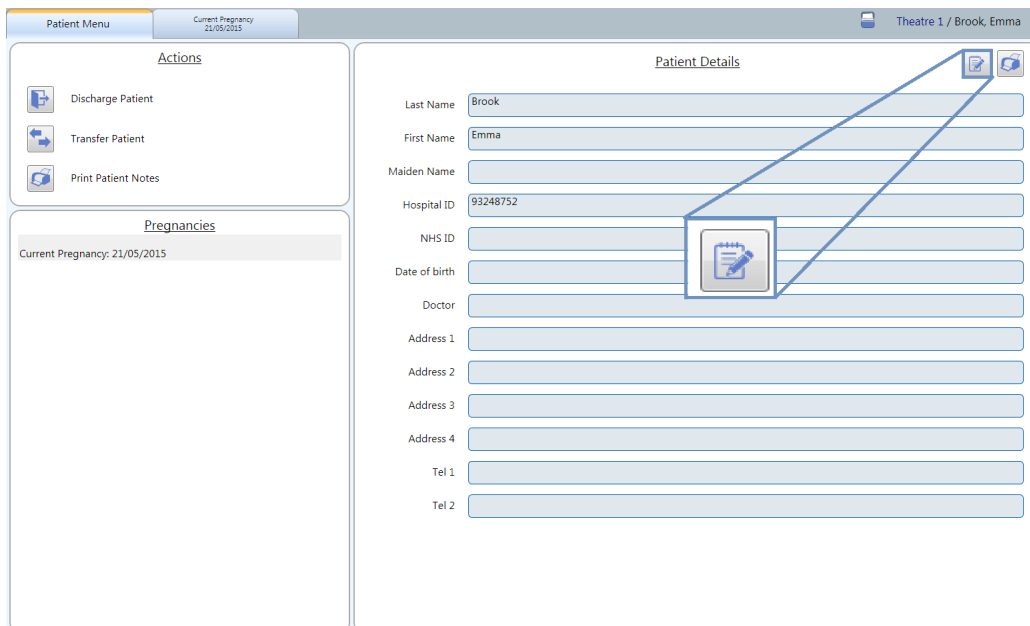 Patient Menu
Current Pregnancy
21/05/2015
Theatre 1 / Brook, Emma
Actions
Discharge Patient
Transfer Patient
Print Patient Notes
Pregnancies
Current Pregnancy: 21/05/2015
Patient Details
Last Name Brook
First Name Emma
Maiden Name
Hospital ID 93248752
NHS ID
Date of birth
Doctor
Address 1
Address 2
Address 3
Address 4
Tel 1
Tel 2